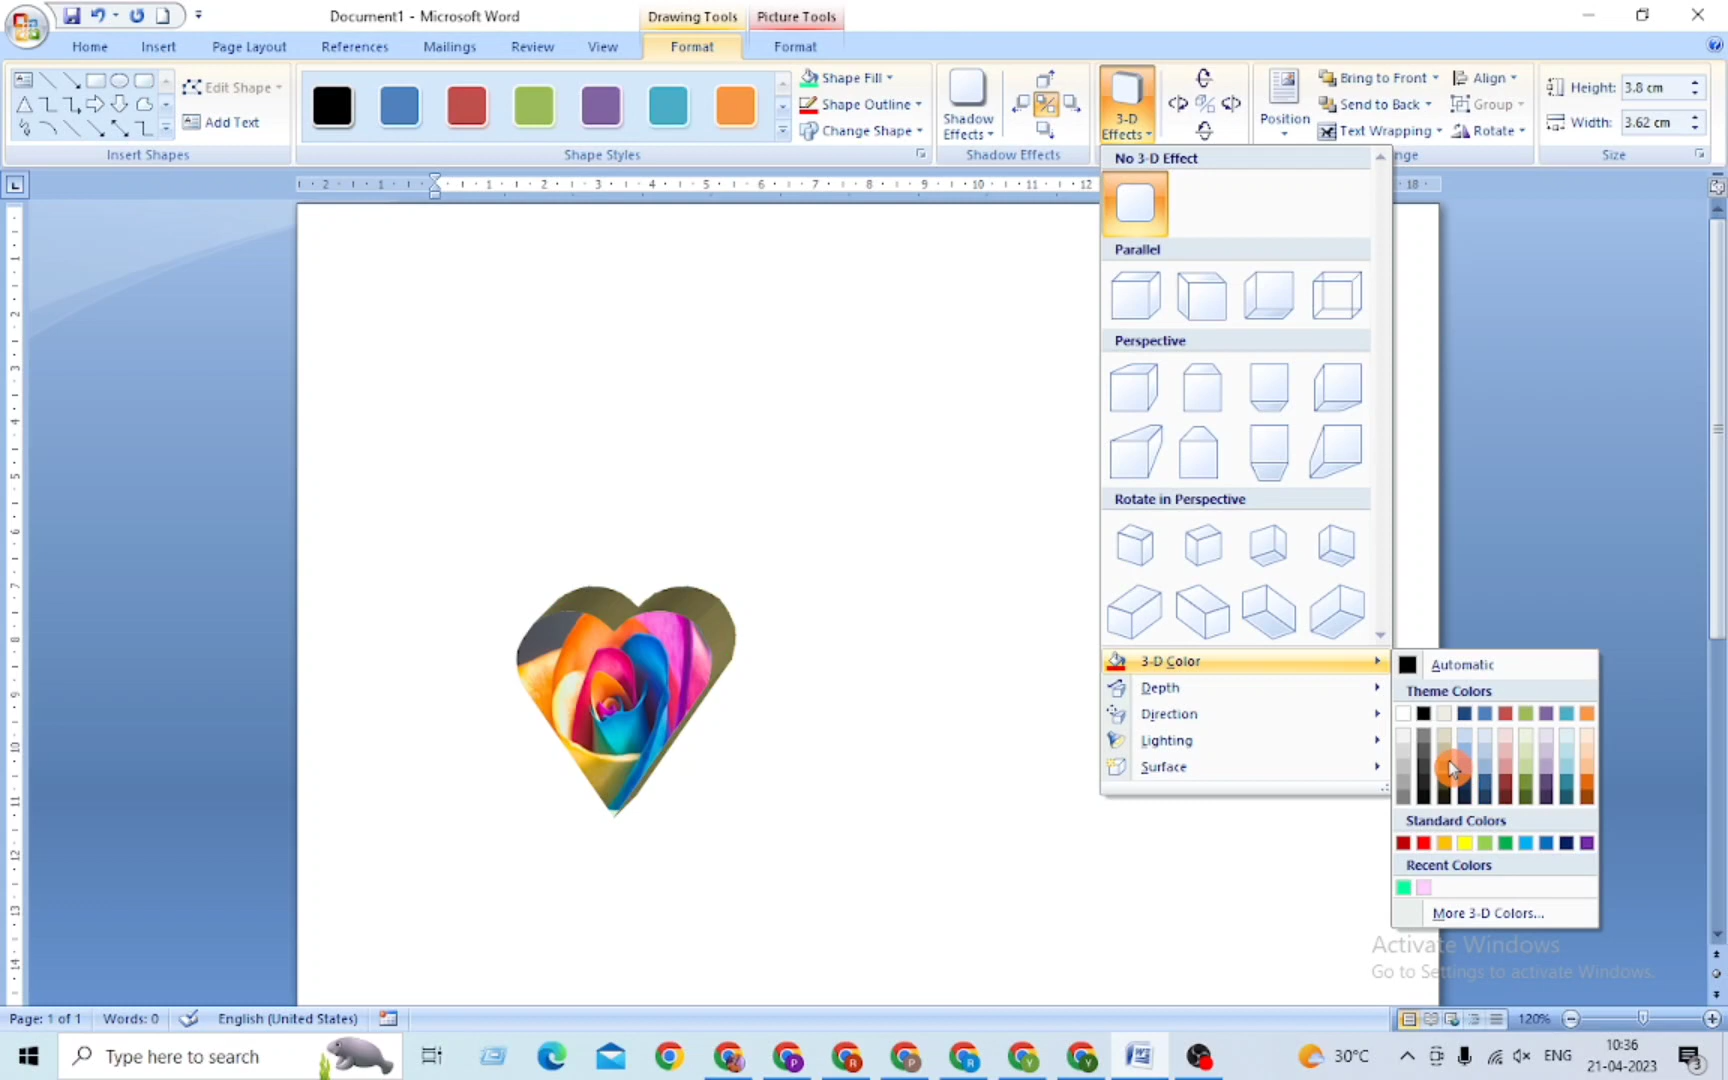 Document1 - Microsoft Word
Drawing Tools
Picture Tools
Home
Insert
Page Layout
References
Mailings
Review
View
Format
Format
Edit Shape
Add Text
Insert Shapes
Shape Fill
Shape Outline
Change Shape
Shape Styles
Shadow
Effects
Shadow Effects
3-D
Effects
Position
Bring to Front
Send to Back
Text Wrapping
Align
Group
Rotate
nge
Height: 3.8 cm
Width: 3.62 cm
Size
No 3-D Effect
Parallel
Perspective
Rotate in Perspective
3-D Color
Depth
Direction
Lighting
Surface
Automatic
Theme Colors
Standard Colors
Recent Colors
More 3-D Colors...
Activate Windows
Go to Settings to activate Windows.
Page: 1 of 1
Words: 0
English (United States)
120%
Type here to search
30°C
ENG
10:36
21-04-2023
3